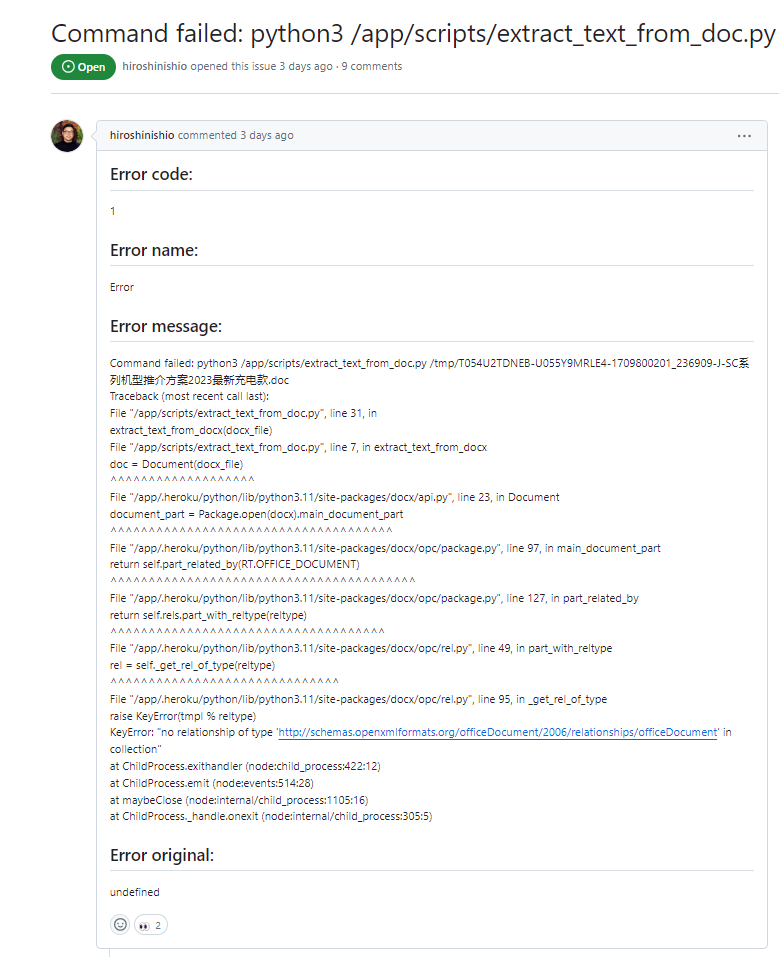 Command failed: python3 /app/scripts/extract_text_from_doc.py
Open
hiroshinishio opened this issue 3 days ago · 9 comments
hiroshinishio commented 3 days ago
...
Error code:
1
Error name:
Error
Error message:
Command failed: python3 /app/scripts/extract_text_from_doc.py /tmp/T054U2TDNEB-U055Y9MRLE4-1709800201_236909-J-SC系
列机型推介方案2023最新充电款.doc
Traceback (most recent call last):
File "/app/scripts/extract_text_from_doc.py", line 31, in
extract_text_from_docx(docx_file)
File "/app/scripts/extract_text_from_doc.py", line 7, in extract_text_from_docx
doc = Document(docx_file)
^^^^^^^^^^^^^^^^^^^
File "/app/.heroku/python/lib/python3.11/site-packages/docx/api.py", line 23, in Document
document_part = Package.open(docx).main_document_part
^^^^^^^^^^^^^^^^^^^^^^^^^^^^^^^^^^^^^
File "/app/.heroku/python/lib/python3.11/site-packages/docx/opc/package.py", line 97, in main_document_part
return self.part_related_by(RT.OFFICE_DOCUMENT)
^^^^^^^^^^^^^^^^^^^^^^^^^^^^^^^^^^^^^^^^
File "/app/.heroku/python/lib/python3.11/site-packages/docx/opc/package.py", line 127, in part_related_by
return self.rels.part_with_reltype(reltype)
^^^^^^^^^^^^^^^^^^^^^^^^^^^^^^^^^^^^
File "/app/.heroku/python/lib/python3.11/site-packages/docx/opc/rel.py", line 49, in part_with_reltype
rel = self._get_rel_of_type(reltype)
^^^^^^^^^^^^^^^^^^^^^^^^^^^^^^
File "/app/.heroku/python/lib/python3.11/site-packages/docx/opc/rel.py", line 95, in _get_rel_of_type
raise KeyError(tmpl % reltype)
KeyError: "no relationship of type 'http://schemas.openxmlformats.org/officeDocument/2006/relationships/officeDocument' in
collection"
at ChildProcess.exithandler (node:child_process:422:12)
at ChildProcess.emit (node:events:514:28)
at maybeClose (node:internal/child_process:1105:16)
at ChildProcess._handle.onexit (node:internal/child_process:305:5)
Error original:
undefined
2